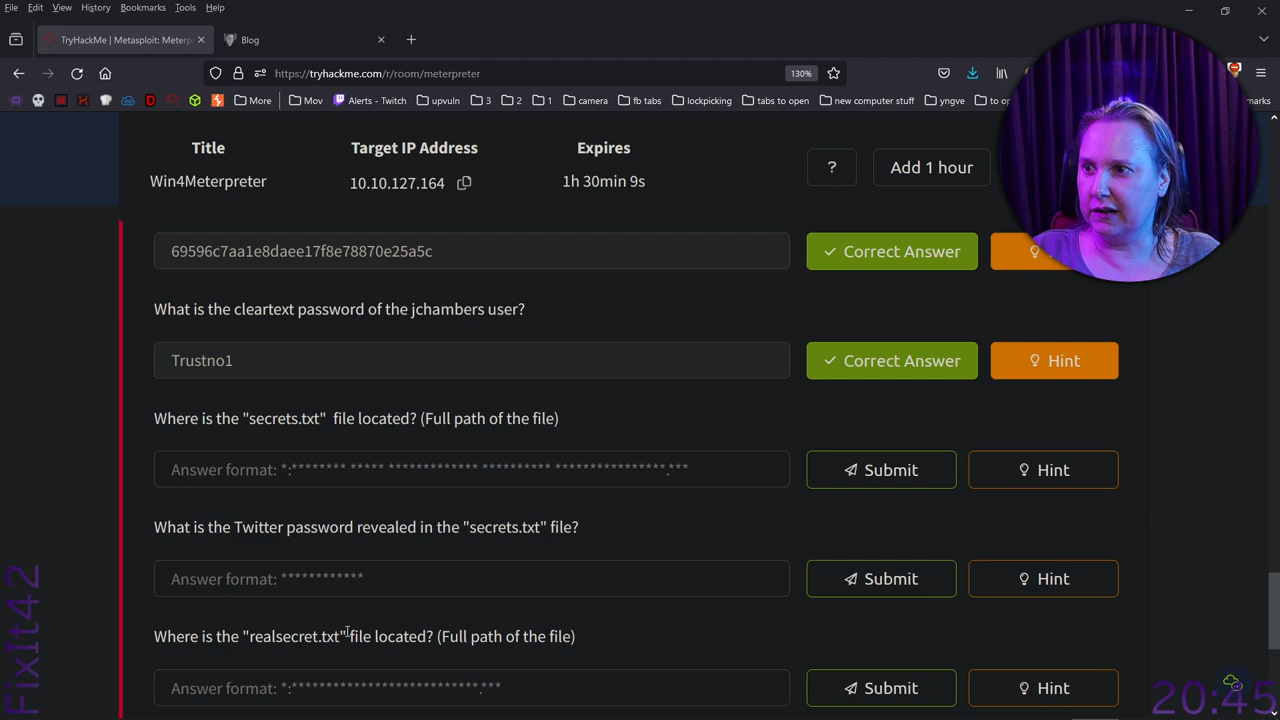 File Edit View History Bookmarks Tools Help
TryHackMe | Metasploit: Meterpr
Blog
https://tryhackme.com/r/room/meterpreter
130%
More Mov Alerts - Twitch upvuln 3 2 1 camera fb tabs lockpicking tabs to open new computer stuff yngve to op
Title Target IP Address Expires
Win4Meterpreter 10.10.127.164 1h 30min 9s
? Add 1 hour
69596c7aa1e8daee17f8e78870e25a5c Correct Answer
What is the cleartext password of the jchambers user?
Trustno1 Correct Answer Hint
Where is the "secrets.txt" file located? (Full path of the file)
Answer format: *:******** ***** ************* ********** ****************.*** Submit Hint
What is the Twitter password revealed in the "secrets.txt" file?
Answer format: ************ Submit Hint
Where is the "realsecret.txt" file located? (Full path of the file)
Answer format: *:***************************.*** Submit Hint
FixIt42
20:45